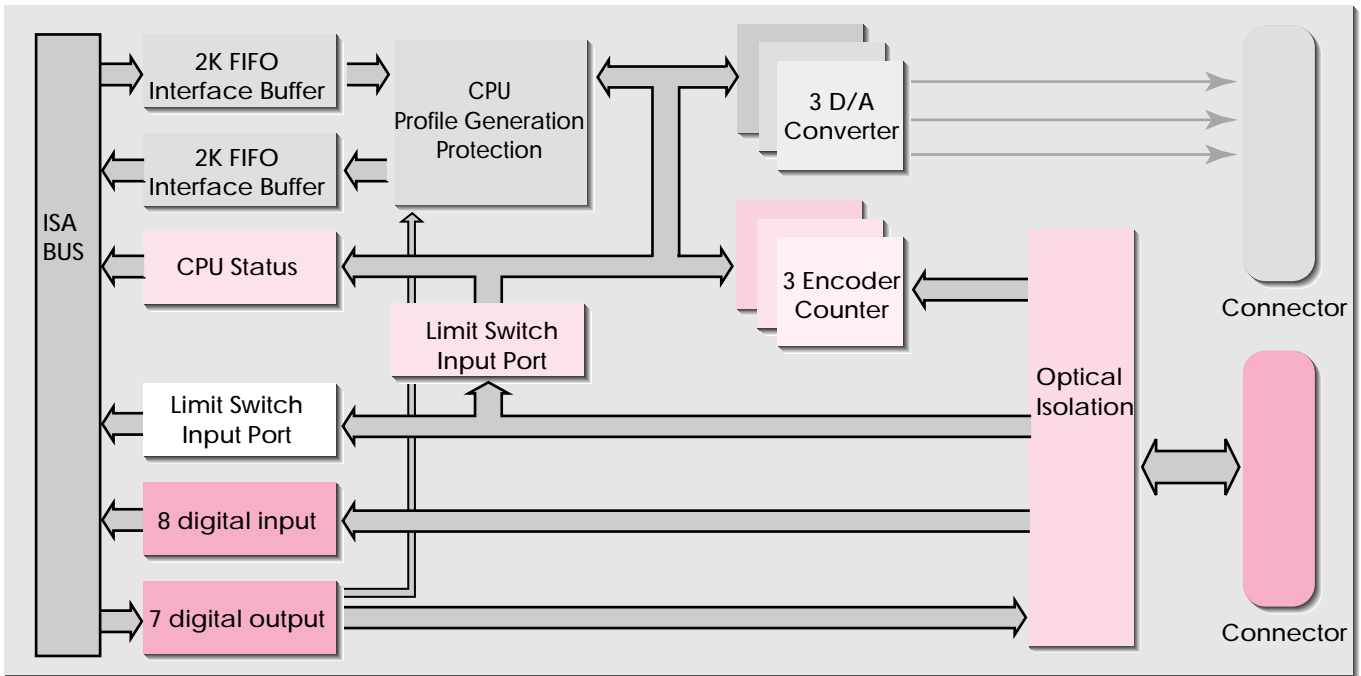 ISA
BUS
2K FIFO
Interface Buffer
2K FIFO
Interface Buffer
CPU Status
Limit Switch
Input Port
8 digital input
7 digital output
CPU
Profile Generation
Protection
Limit Switch
Input Port
3 D/A
Converter
3 Encoder
Counter
Optical
Isolation
Connector
Connector